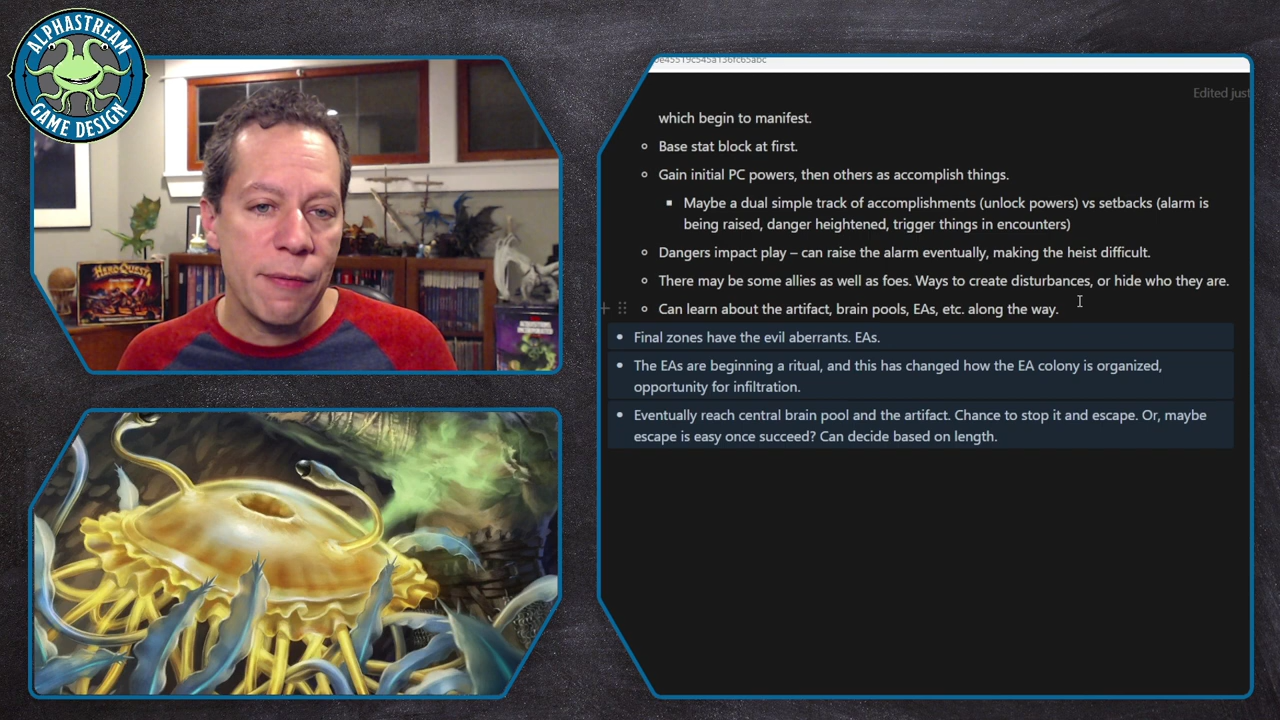 ALPHASTREAM
GAME DESIGN
HEROQUEST
Edited just
which begin to manifest.
Base stat block at first.
Gain initial PC powers, then others as accomplish things.
Maybe a dual simple track of accomplishments (unlock powers) vs setbacks (alarm is
being raised, danger heightened, trigger things in encounters)
Dangers impact play – can raise the alarm eventually, making the heist difficult.
There may be some allies as well as foes. Ways to create disturbances, or hide who they are.
Can learn about the artifact, brain pools, EAs, etc. along the way.
Final zones have the evil aberrants. EAs.
The EAs are beginning a ritual, and this has changed how the EA colony is organized,
opportunity for infiltration.
Eventually reach central brain pool and the artifact. Chance to stop it and escape. Or, maybe
escape is easy once succeed? Can decide based on length.